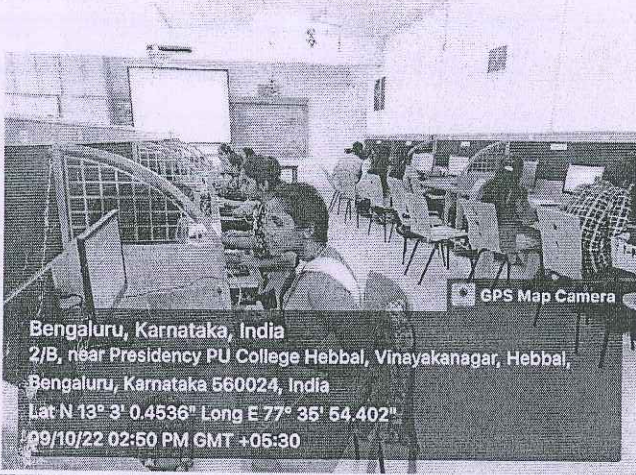 GPS Map Camera
Bengaluru, Karnataka, India
2/B, near Presidency PU College Hebbal, Vinayakanagar, Hebbal,
Bengaluru, Karnataka 560024, India
Lat N 13° 3' 0.4536" Long E 77° 35' 54.402"
09/10/22 02:50 PM GMT +05:30